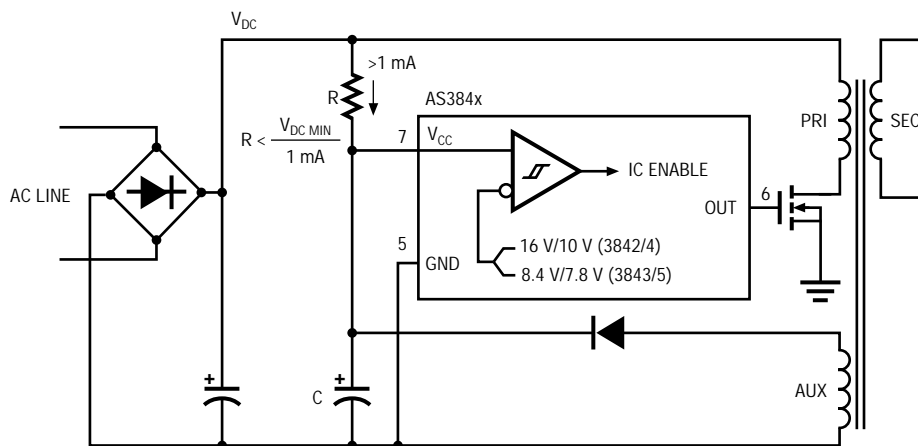 V_DC
>1 mA
R
AS384x
R < V_DC MIN / 1 mA
7
V_CC
PRI
SEC
IC ENABLE
AC LINE
6
OUT
5
GND
16 V/10 V (3842/4)
8.4 V/7.8 V (3843/5)
+
+
C
AUX